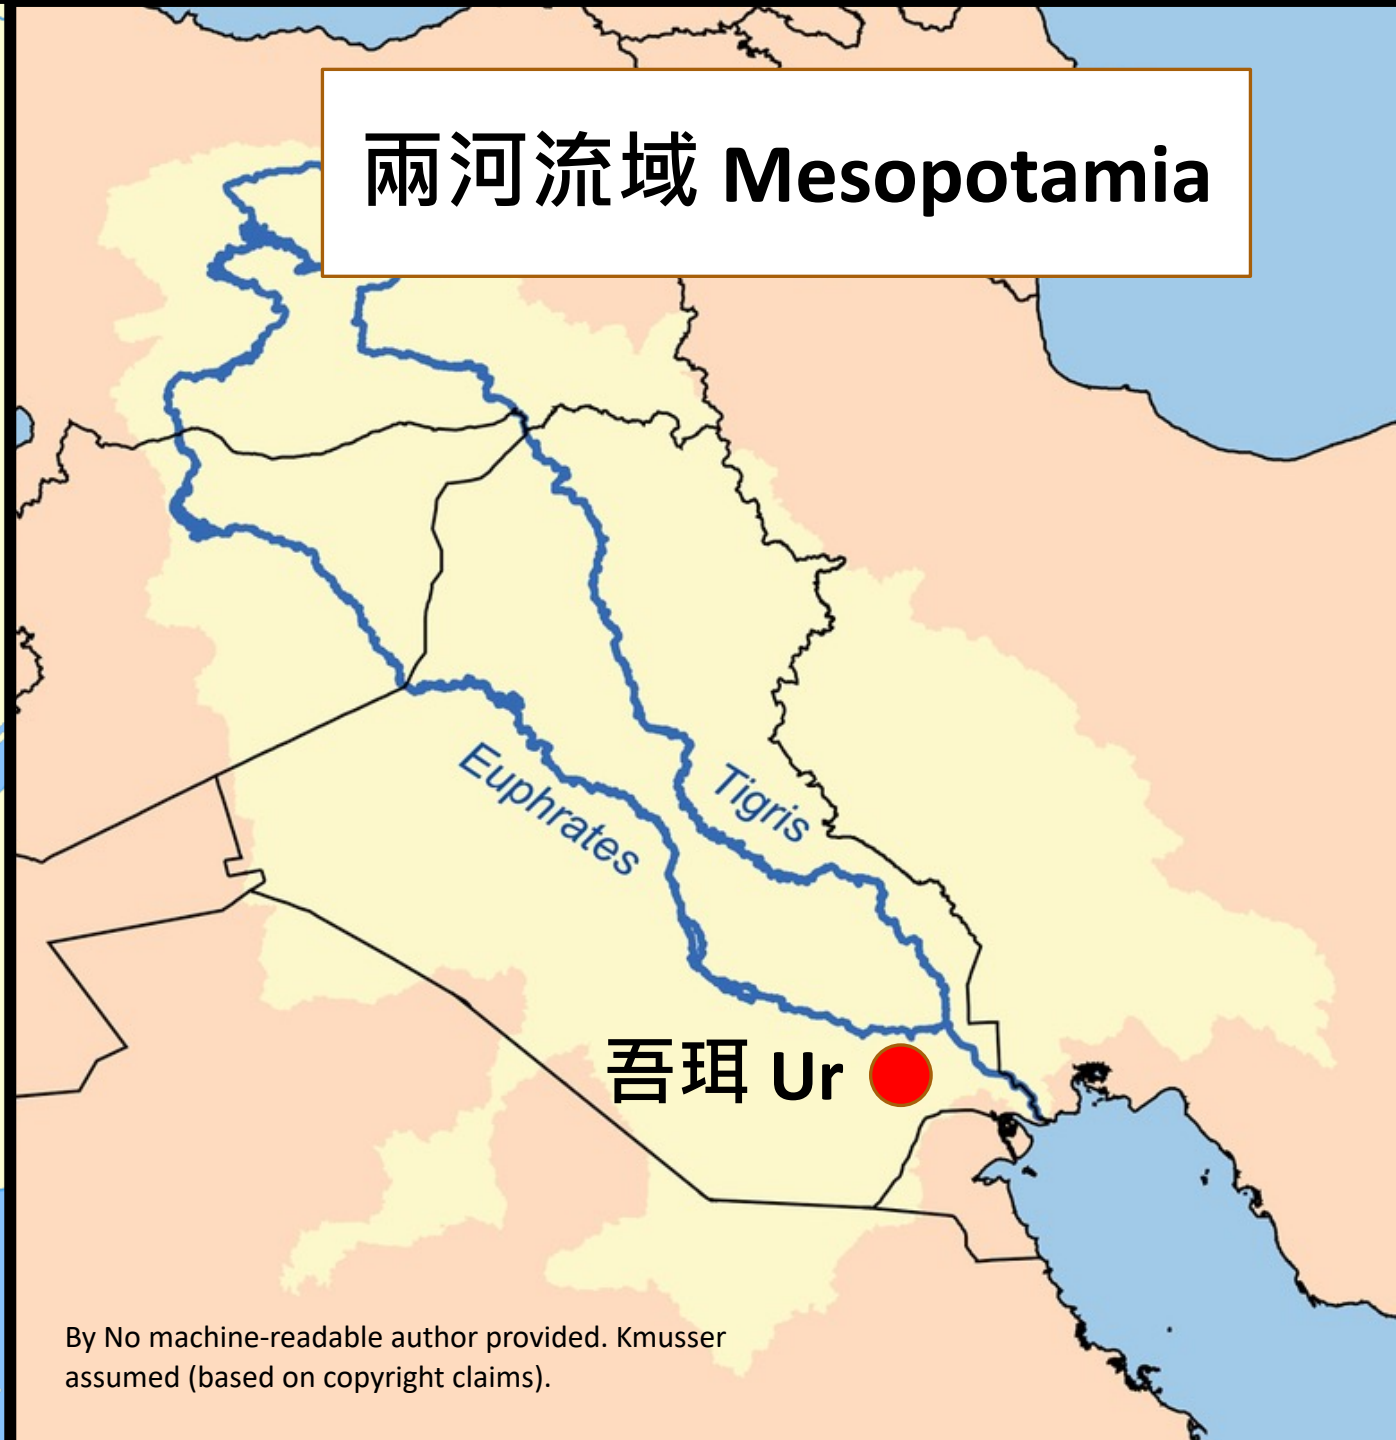 兩河流域 Mesopotamia
Euphrates
Tigris
吾珥 Ur
By No machine-readable author provided. Kmusser
assumed (based on copyright claims).